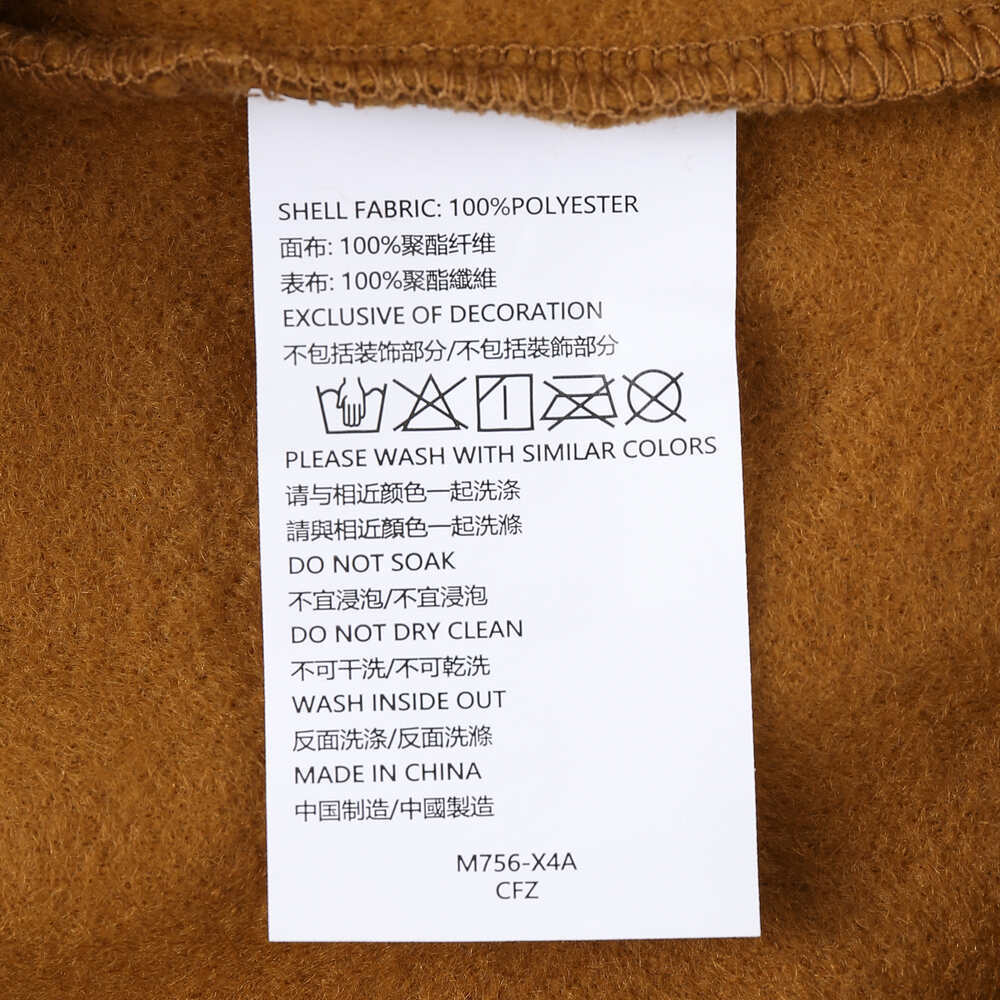 SHELL FABRIC: 100%POLYESTER
面布: 100%聚酯纤维
表布: 100%聚酯纖維
EXCLUSIVE OF DECORATION
不包括装饰部分/不包括裝飾部分
PLEASE WASH WITH SIMILAR COLORS
请与相近颜色一起洗涤
請與相近顏色一起洗滌
DO NOT SOAK
不宜浸泡/不宜浸泡
DO NOT DRY CLEAN
不可干洗/不可乾洗
WASH INSIDE OUT
反面洗涤/反面洗滌
MADE IN CHINA
中国制造/中國製造
M756-X4A
CFZ